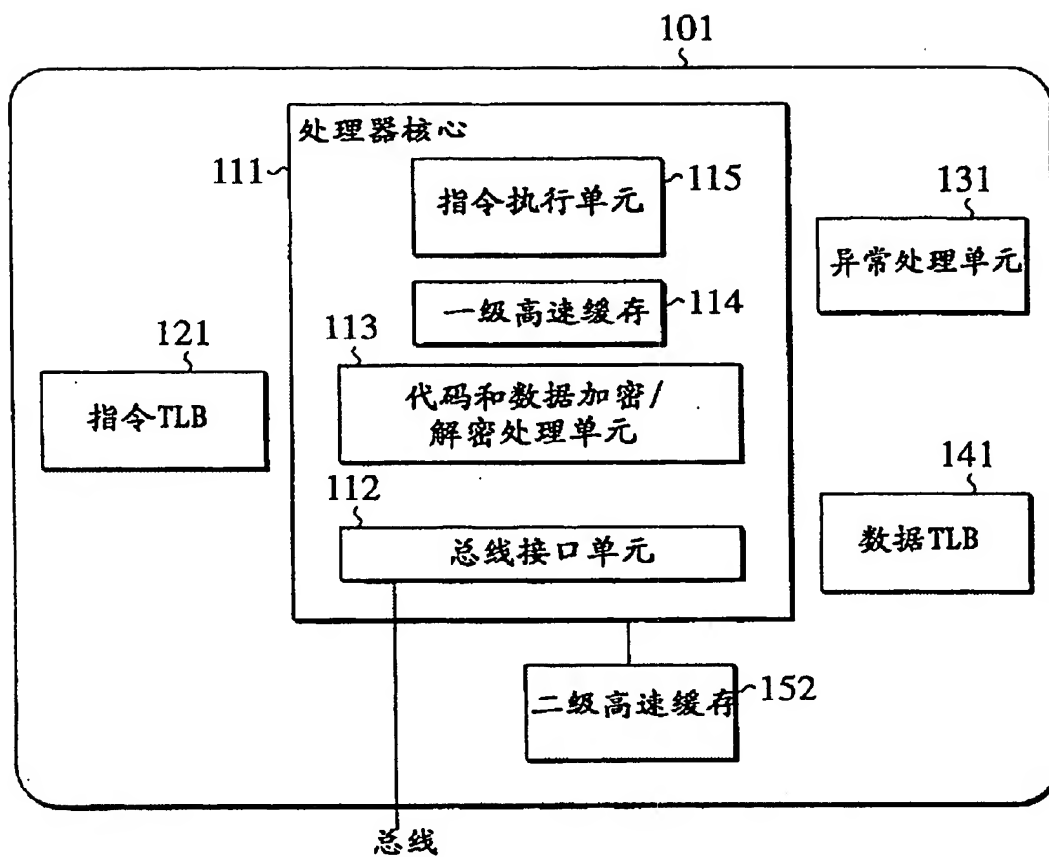 101
处理器核心
111
指令执行单元
115
131
异常处理单元
一级高速缓存
114
113
121
代码和数据加密/
解密处理单元
指令TLB
112
141
总线接口单元
数据TLB
二级高速缓存
152
总线